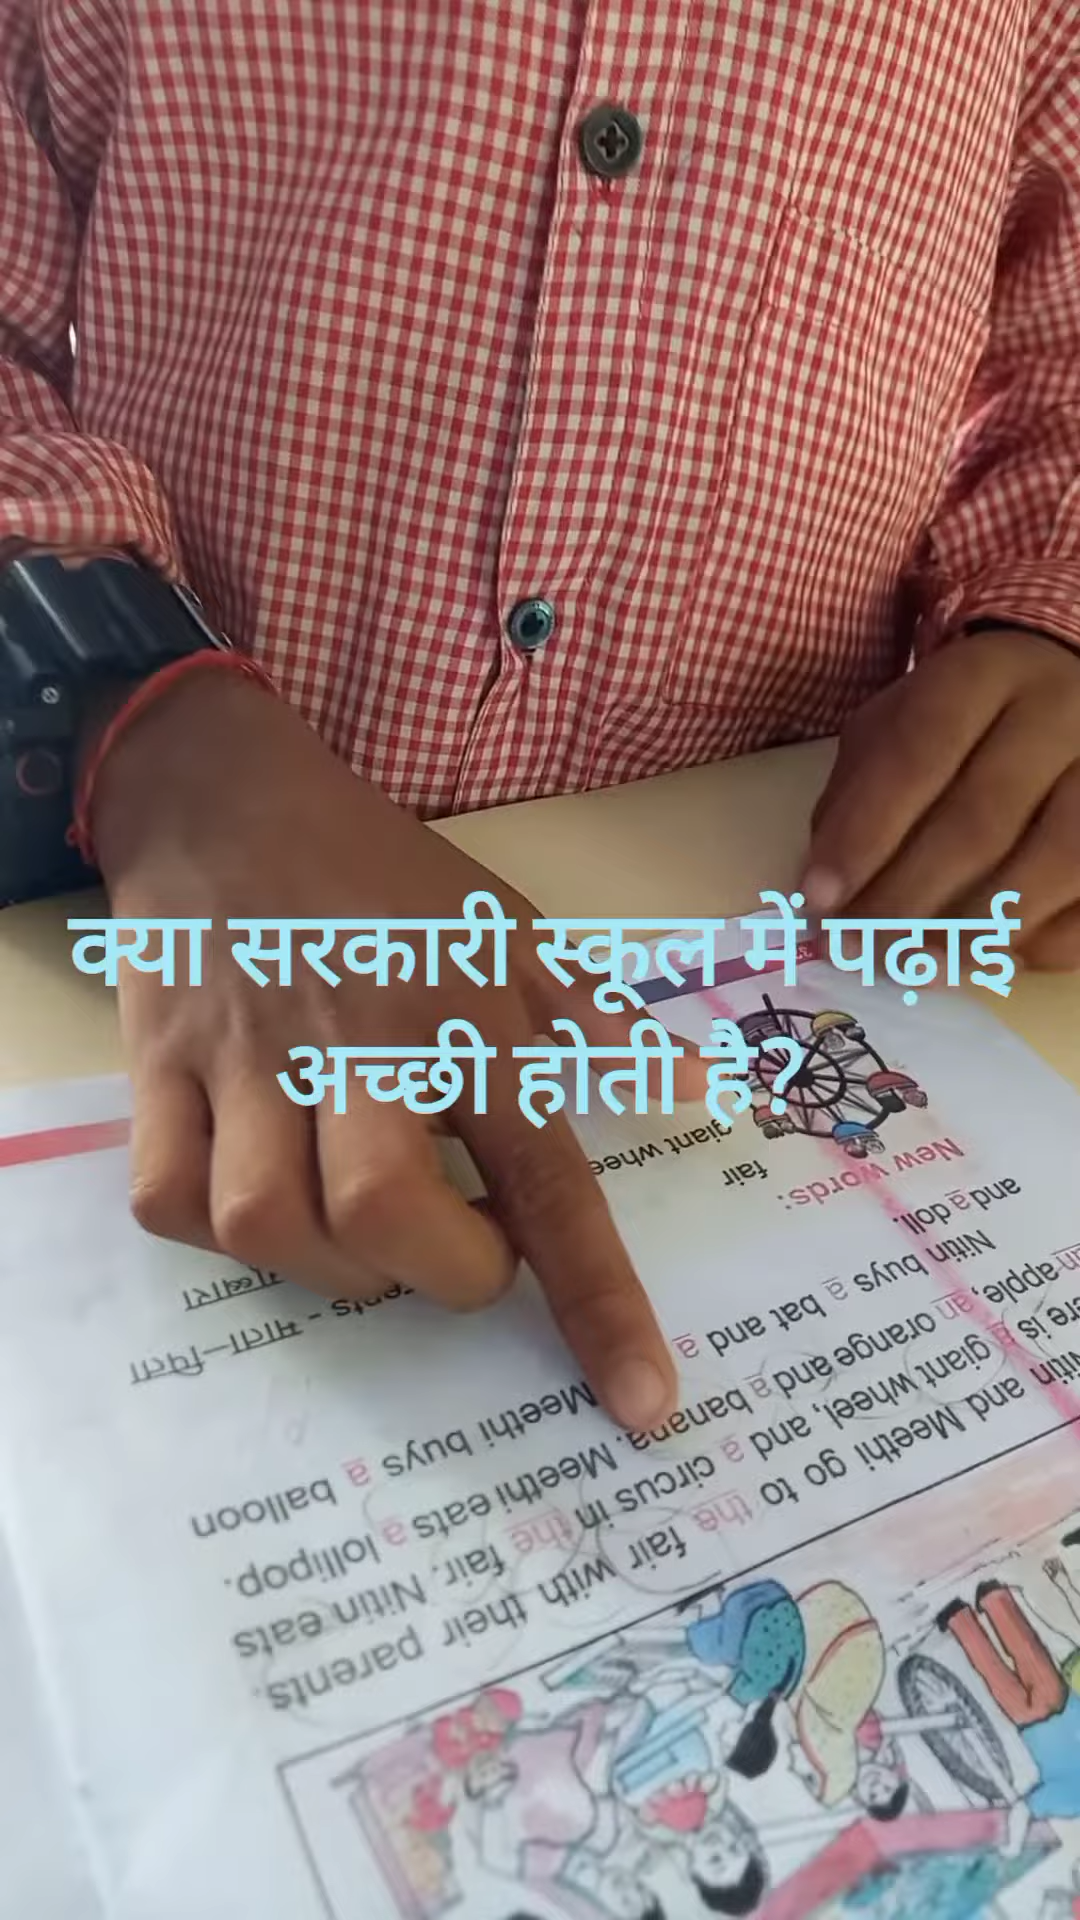 क्या सरकारी स्कूल में पढ़ाई
अच्छी होती है?
Nitin and Meethi go to the fair with their parents.
There is a giant wheel, and a circus in the fair. Nitin eats
an apple, an orange and a banana. Meethi eats a lollipop.
Nitin buys a bat and a
Meethi buys a balloon
and a doll.
New words:
fair
giant
माता-पिता